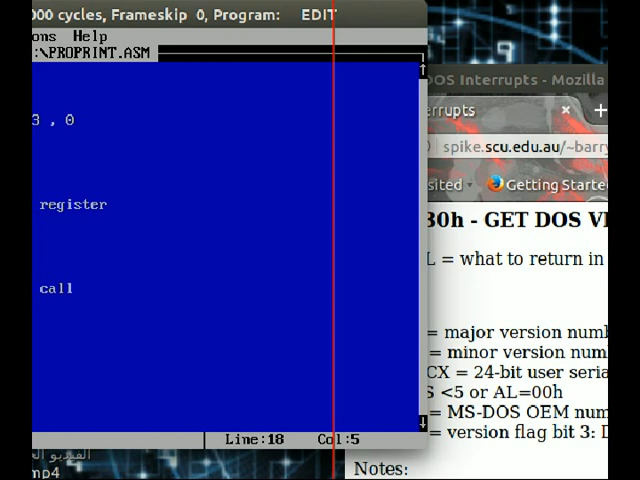 000 cycles, Frameskip 0, Program: EDIT
ons Help
:\PROPRINT.ASM
3 , 0
register
call
Line:18 Col:5
الفيديو ال
mp4
DOS Interrupts - Mozilla
errupts
spike.scu.edu.au/~barry
sited
Getting Starte
30h - GET DOS VE
L = what to return in
= major version numb
= minor version num
CX = 24-bit user seria
S <5 or AL=00h
= MS-DOS OEM num
= version flag bit 3: D
Notes: